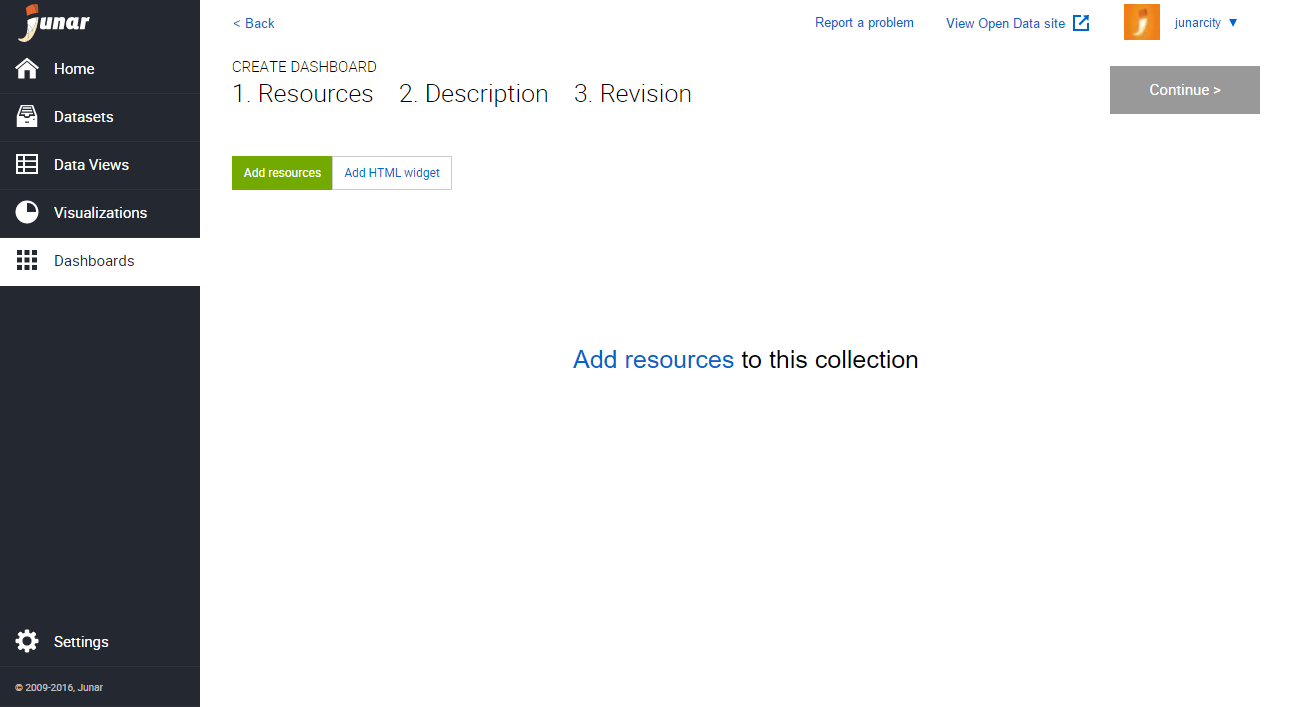 junar
Home
Datasets
Data Views
Visualizations
Dashboards
Settings
© 2009-2016, Junar
< Back
Report a problem
View Open Data site
junarcity ▼
CREATE DASHBOARD
1. Resources 2. Description 3. Revision
Continue >
Add resources
Add HTML widget
Add resources to this collection